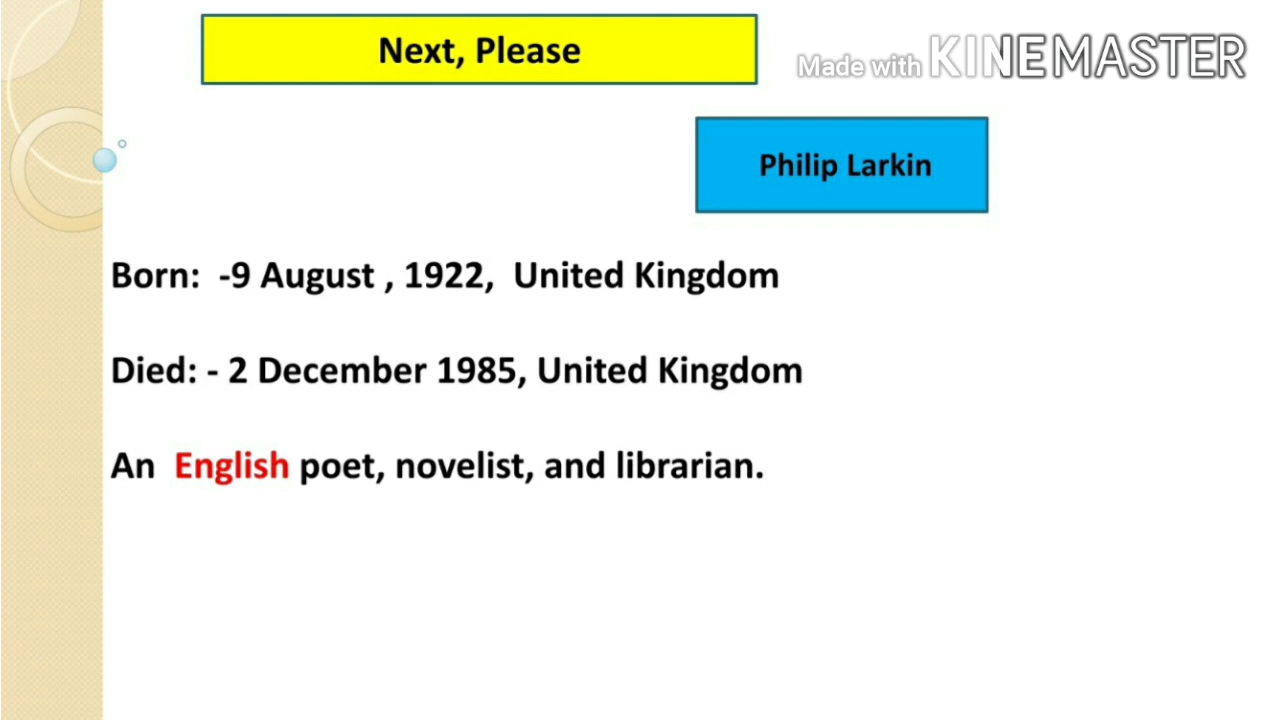 Next, Please
Made with KINEMASTER
Philip Larkin
Born:  -9 August , 1922,  United Kingdom
Died: - 2 December 1985, United Kingdom
An  English poet, novelist, and librarian.